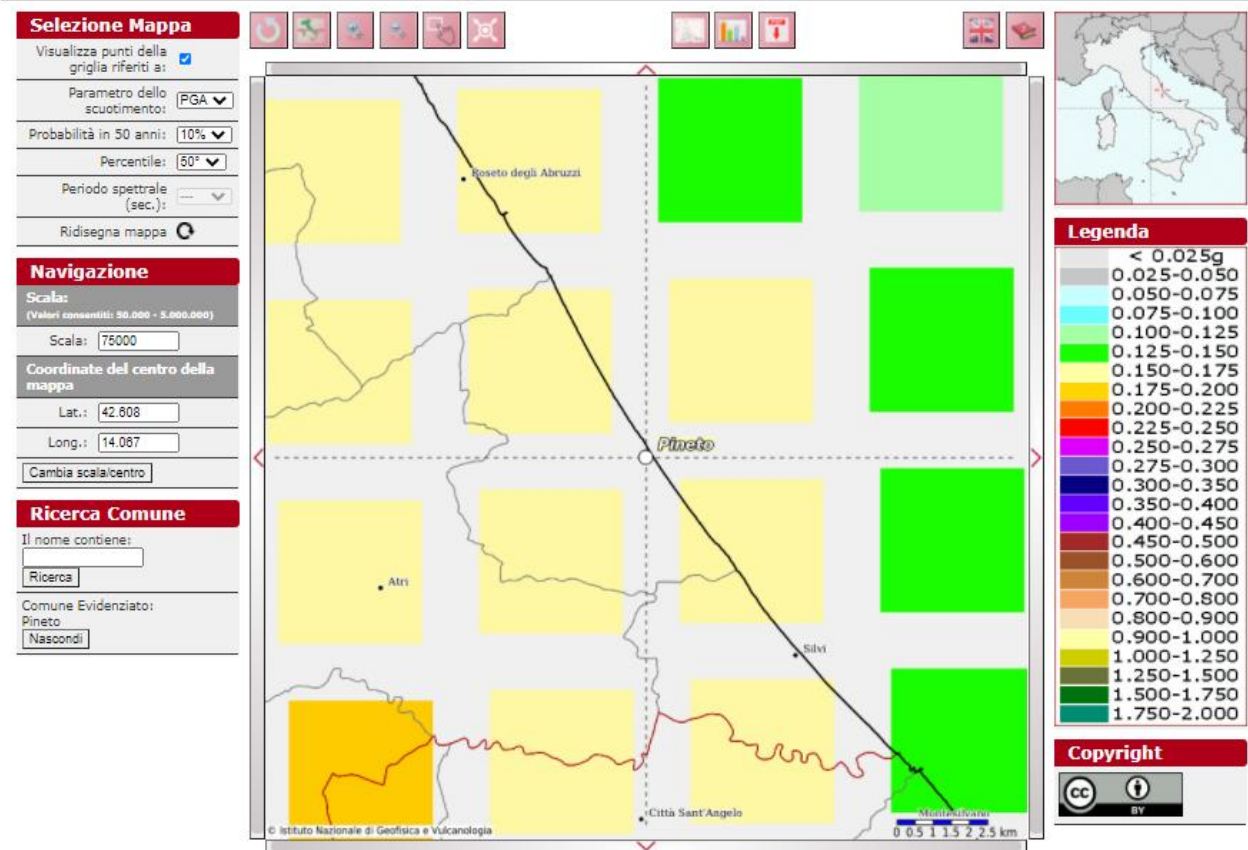 Selezione Mappa
Visualizza punti della
griglia riferiti a:
Parametro dello
scuotimento: PGA
Probabilità in 50 anni: 10%
Percentile: 50°
Periodo spettrale
(sec.): ---
Ridisegna mappa
Navigazione
Scala:
(Valori consentiti: 50.000 - 5.000.000)
Scala: 75000
Coordinate del centro della
mappa
Lat.: 42.608
Long.: 14.067
Cambia scala/centro
Ricerca Comune
Il nome contiene:
Ricerca
Comune Evidenziato:
Pineto
Nascondi
Roseto degli Abruzzi
Pineto
Atri
Silvi
Città Sant'Angelo
Montesilvano
© Istituto Nazionale di Geofisica e Vulcanologia
0 0.5 1 1.5 2 2.5 km
Legenda
< 0.025g
0.025-0.050
0.050-0.075
0.075-0.100
0.100-0.125
0.125-0.150
0.150-0.175
0.175-0.200
0.200-0.225
0.225-0.250
0.250-0.275
0.275-0.300
0.300-0.350
0.350-0.400
0.400-0.450
0.450-0.500
0.500-0.600
0.600-0.700
0.700-0.800
0.800-0.900
0.900-1.000
1.000-1.250
1.250-1.500
1.500-1.750
1.750-2.000
Copyright
cc
BY